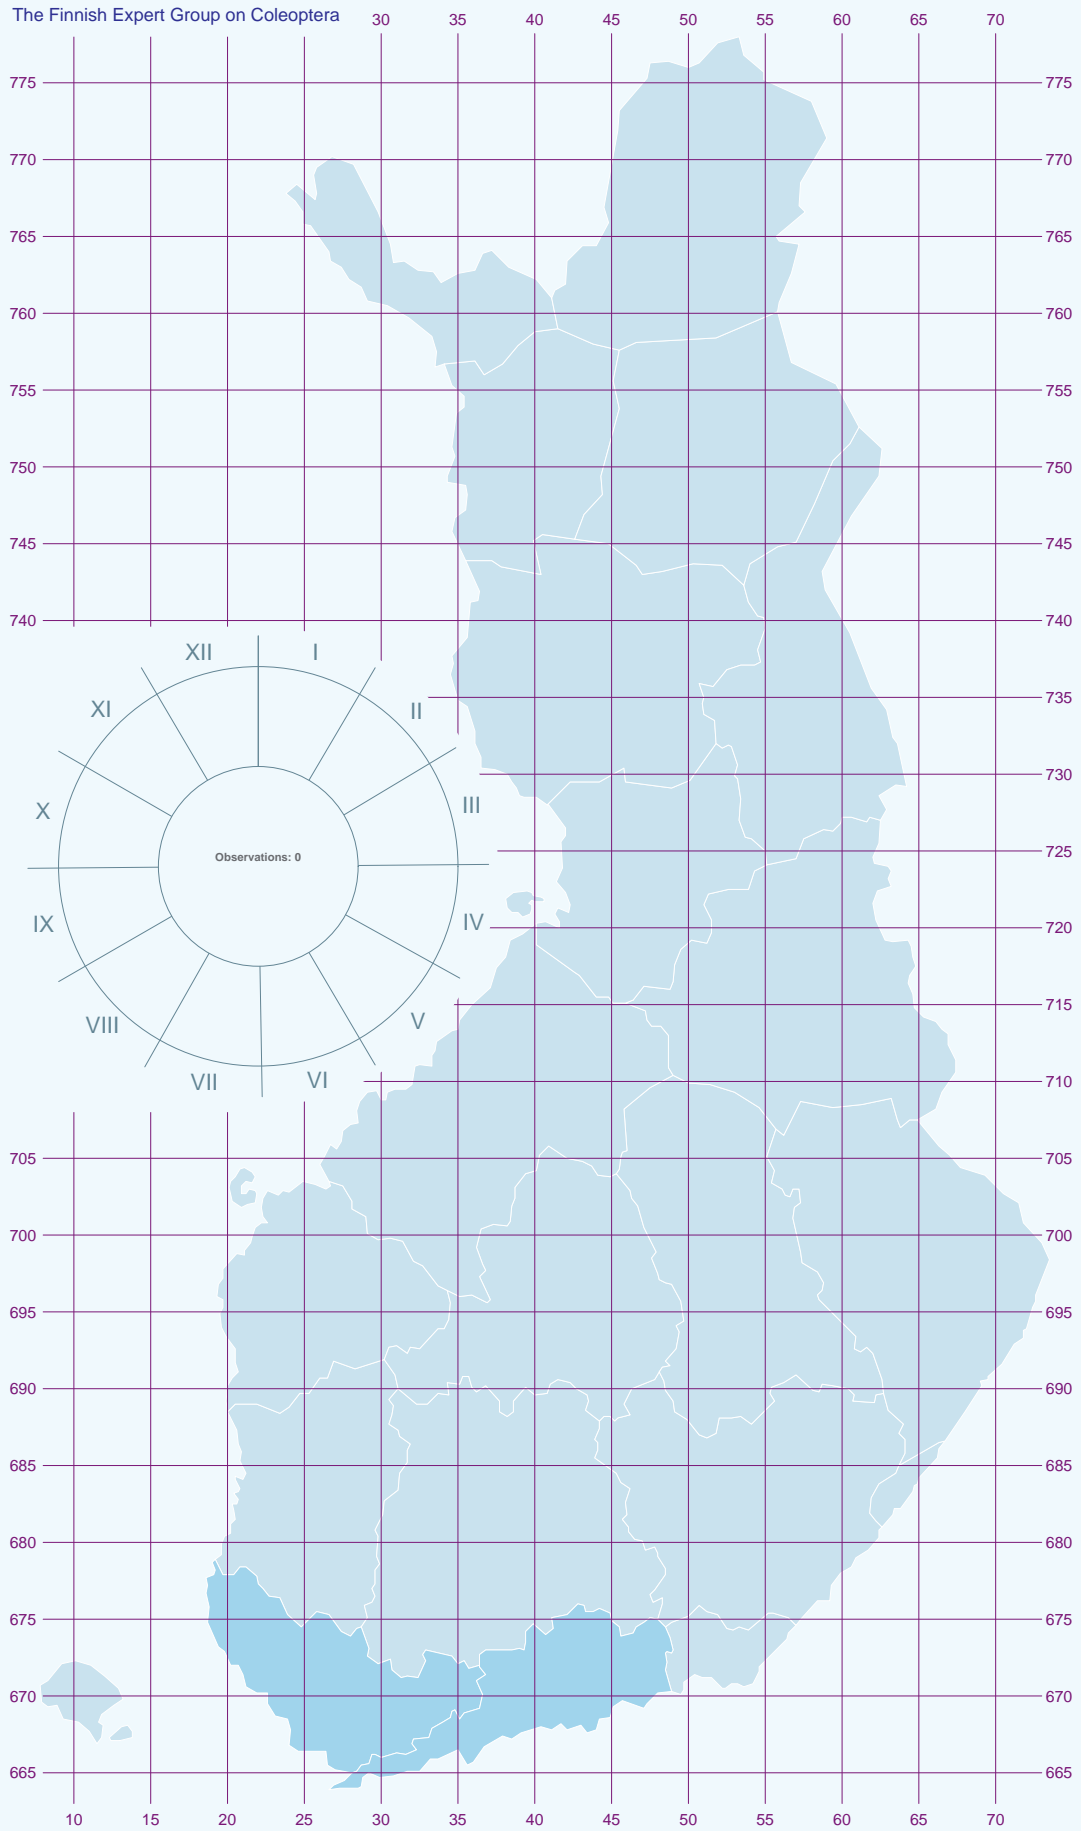 The Finnish Expert Group on Coleoptera
30 35 40 45 50 55 60 65 70
775 775
770 770
765 765
760 760
755 755
750 750
745 745
740 740
XII I
XI II
735
730
X III
Observations: 0
725
IX IV
720
715
VIII V
VII VI
710
705 705
700 700
695 695
690 690
685 685
680 680
675 675
670 670
665 665
10 15 20 25 30 35 40 45 50 55 60 65 70